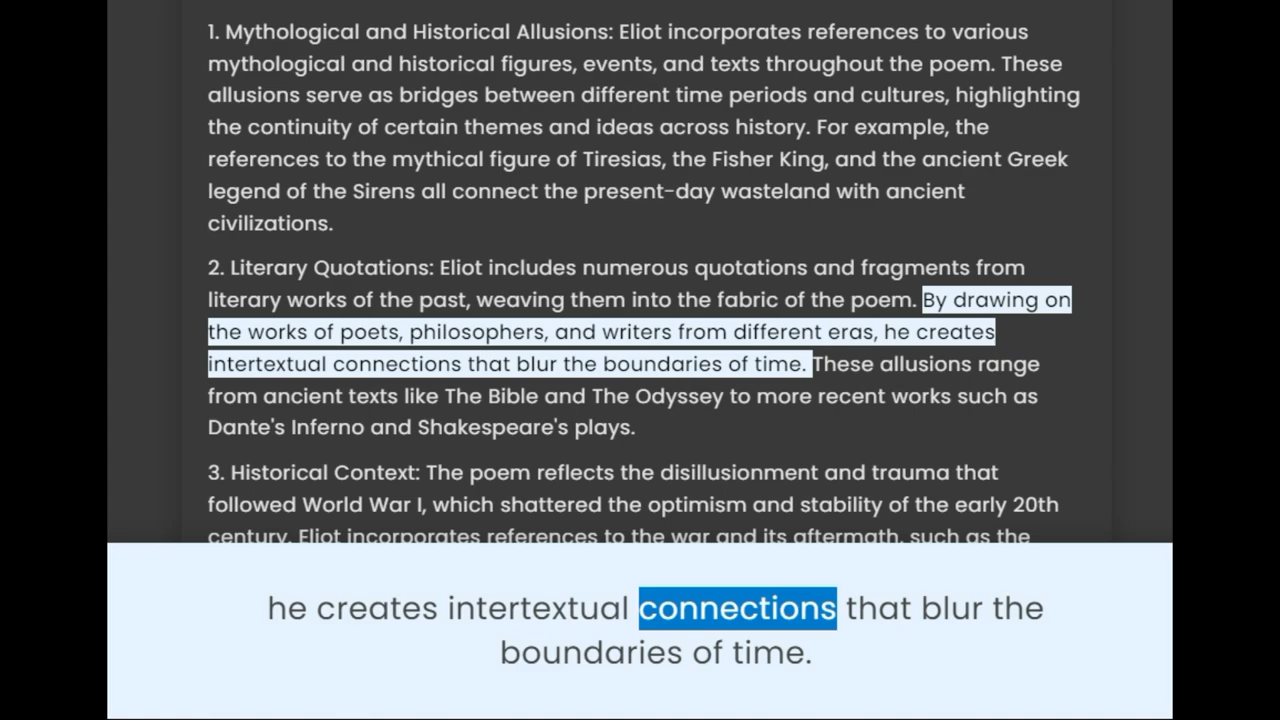 1. Mythological and Historical Allusions: Eliot incorporates references to various
mythological and historical figures, events, and texts throughout the poem. These
allusions serve as bridges between different time periods and cultures, highlighting
the continuity of certain themes and ideas across history. For example, the
references to the mythical figure of Tiresias, the Fisher King, and the ancient Greek
legend of the Sirens all connect the present-day wasteland with ancient
civilizations.
2. Literary Quotations: Eliot includes numerous quotations and fragments from
literary works of the past, weaving them into the fabric of the poem. By drawing on
the works of poets, philosophers, and writers from different eras, he creates
intertextual connections that blur the boundaries of time. These allusions range
from ancient texts like The Bible and The Odyssey to more recent works such as
Dante's Inferno and Shakespeare's plays.
3. Historical Context: The poem reflects the disillusionment and trauma that
followed World War I, which shattered the optimism and stability of the early 20th
century. Eliot incorporates references to the war and its aftermath, such as the
he creates intertextual connections that blur the
boundaries of time.